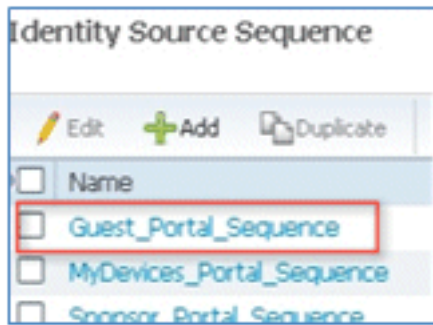 Identity Source Sequence
Edit Add Duplicate
Name
Guest_Portal_Sequence
MyDevices_Portal_Sequence
Sponsor_Portal_Sequence